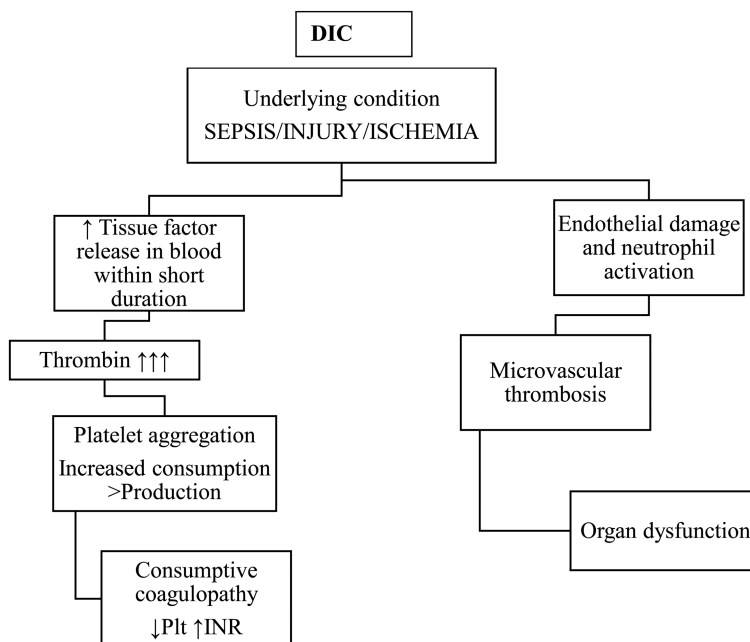 DIC
Underlying condition
SEPSIS/INJURY/ISCHEMIA
↑ Tissue factor
release in blood
within short
duration
Thrombin ↑↑↑
Platelet aggregation
Increased consumption
>Production
Consumptive
coagulopathy
↓Plt ↑INR
Endothelial damage
and neutrophil
activation
Microvascular
thrombosis
Organ dysfunction